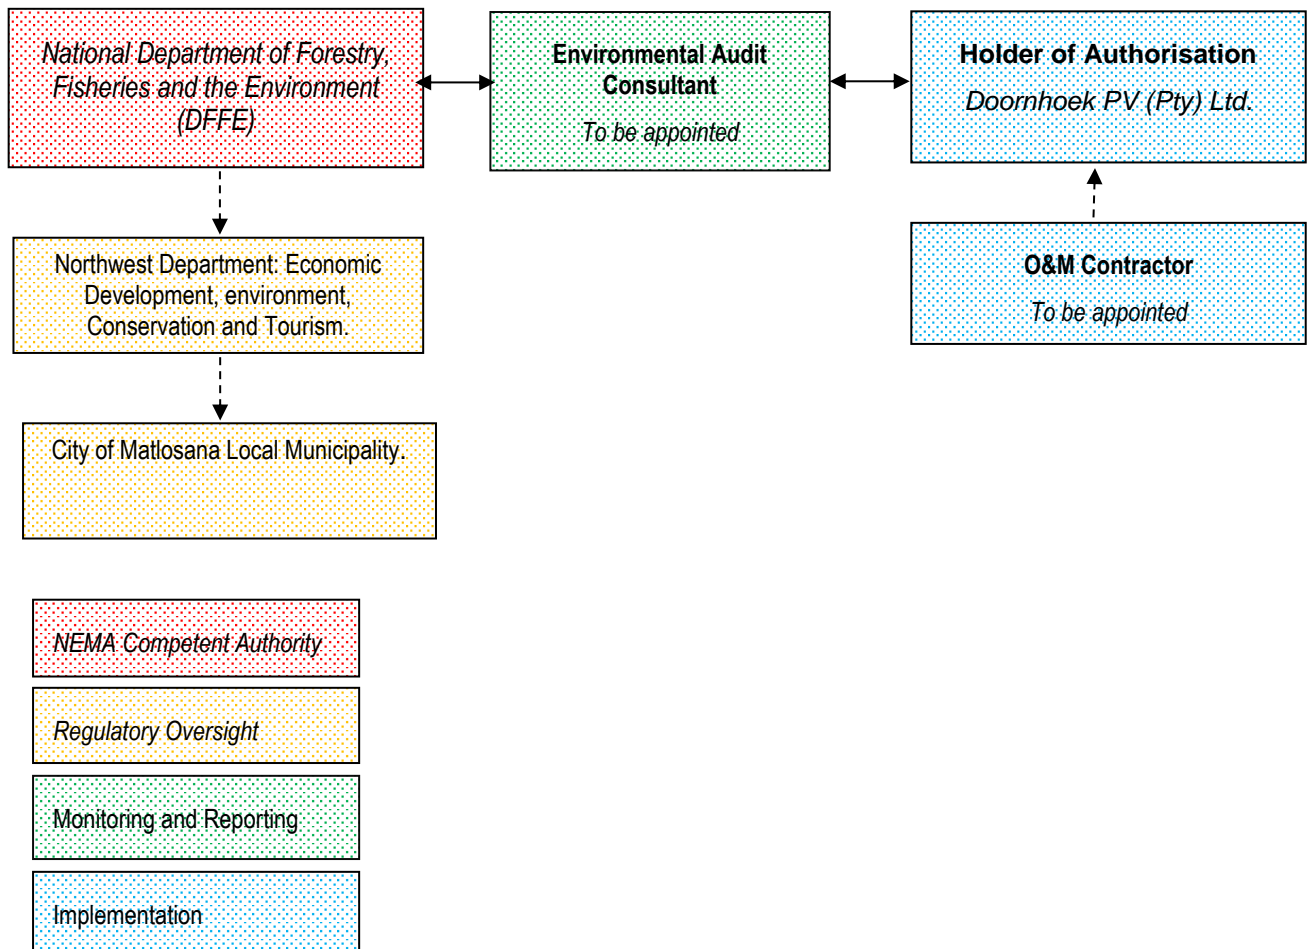 National Department of Forestry,
Fisheries and the Environment
(DFFE)
Environmental Audit
Consultant
To be appointed
Holder of Authorisation
Doornhoek PV (Pty) Ltd.
Northwest Department: Economic
Development, environment,
Conservation and Tourism.
O&M Contractor
To be appointed
City of Matlosana Local Municipality.
NEMA Competent Authority
Regulatory Oversight
Monitoring and Reporting
Implementation